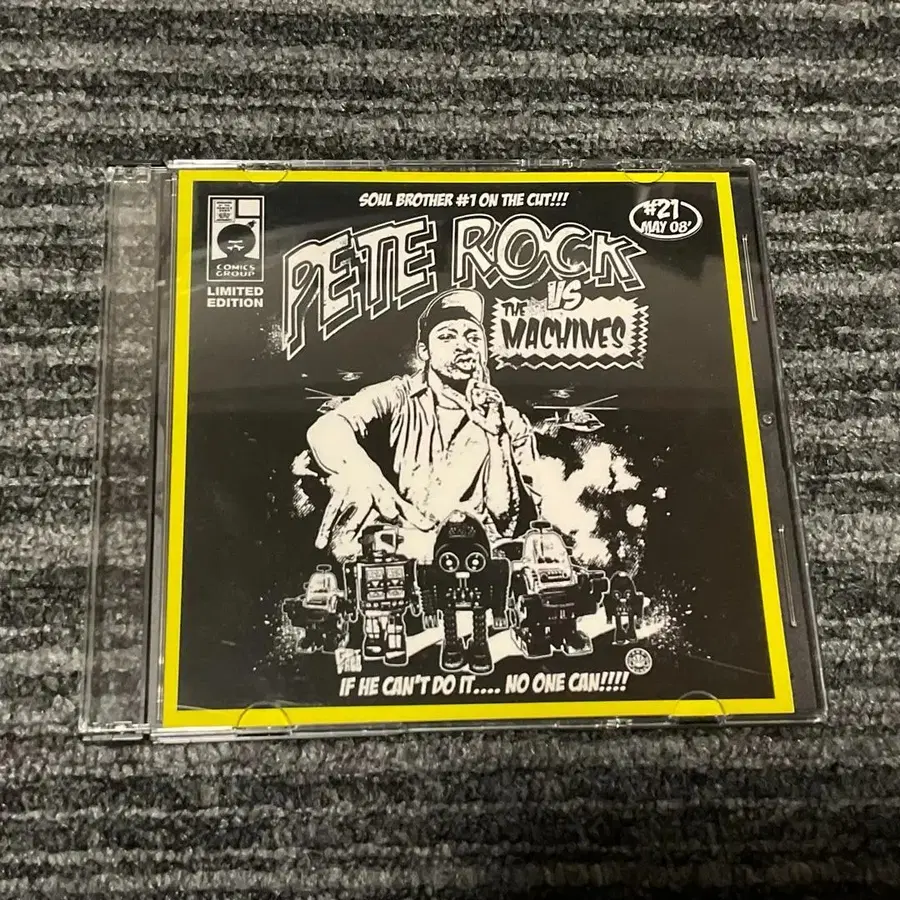 SOUL BROTHER #1 ON THE CUT!!!
#21
MAY 08'
COMICS
GROUP
LIMITED
EDITION
PETE ROCK
VS
THE
MACHINES
IF HE CAN'T DO IT.... NO ONE CAN!!!!